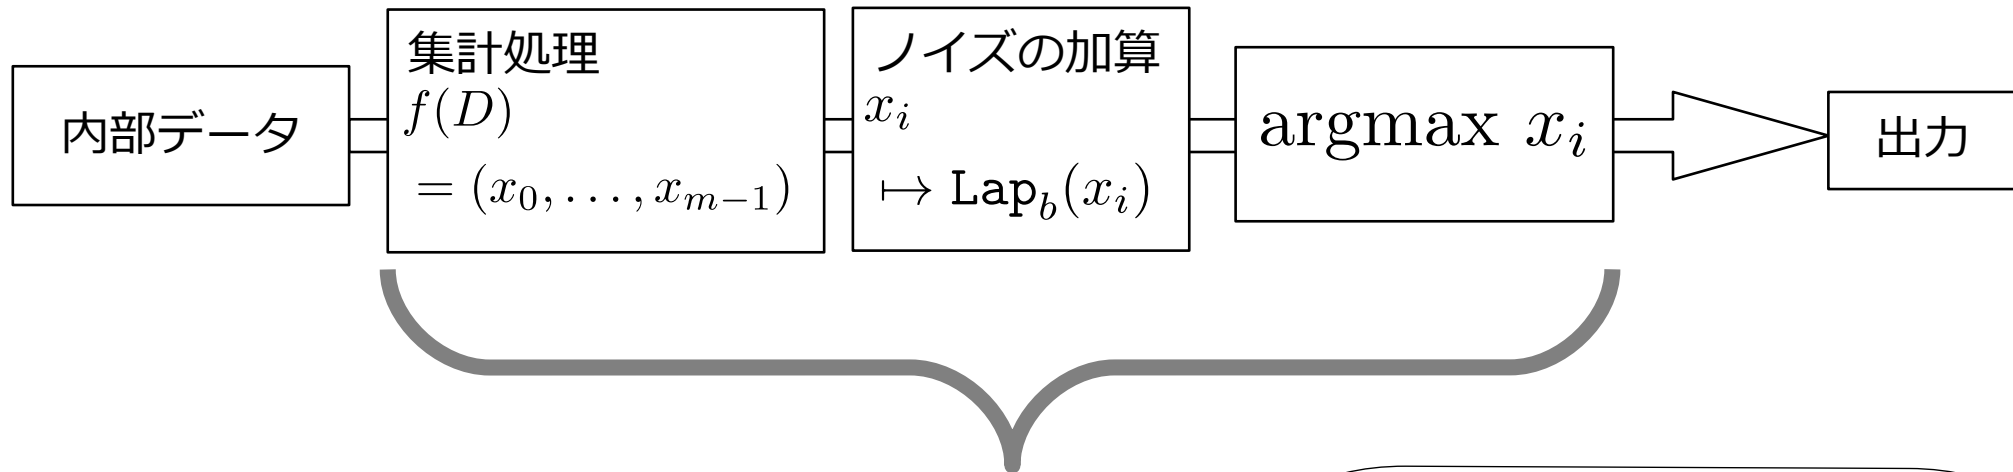 内部データ
集計処理
f(D)
= (x_0, . . . , x_{m−1})
ノイズの加算
x_i
↦ Lap_b(x_i)
argmax x_i
出力